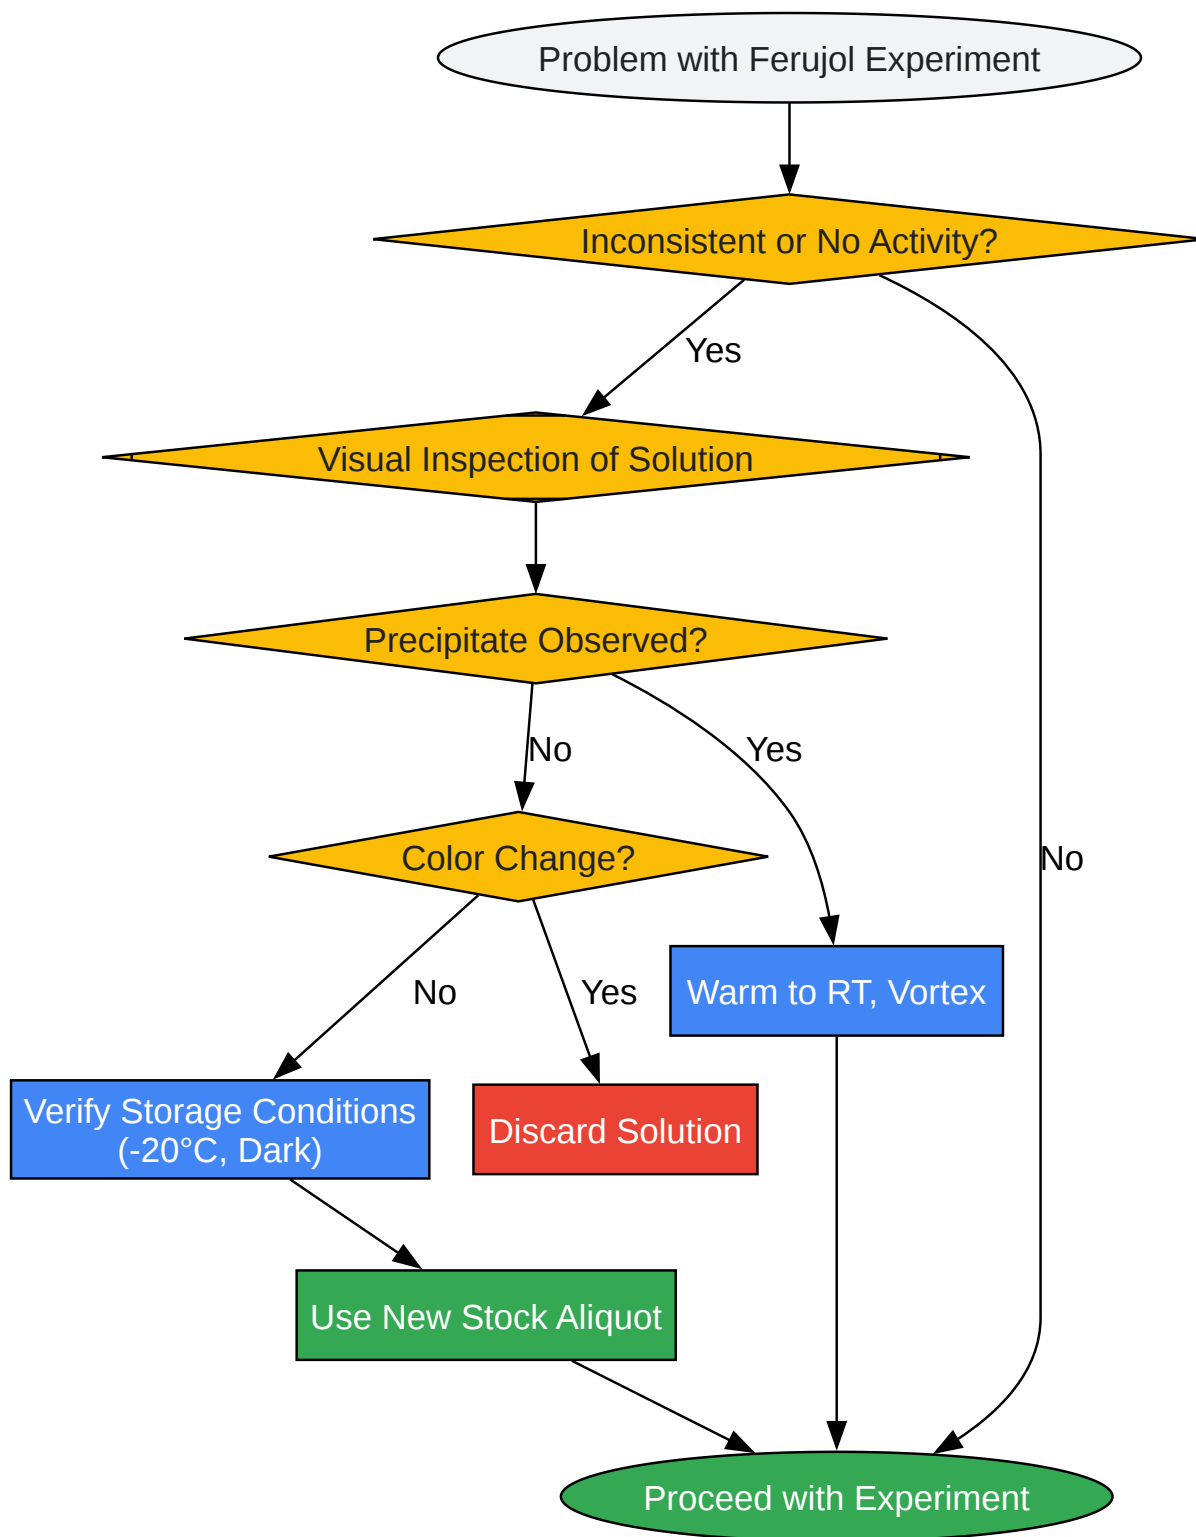 Problem with Ferujol Experiment
Inconsistent or No Activity?
Yes
Visual Inspection of Solution
Precipitate Observed?
No
Yes
Color Change?
No
No
Yes
Warm to RT, Vortex
Verify Storage Conditions
(-20°C, Dark)
Discard Solution
Use New Stock Aliquot
Proceed with Experiment